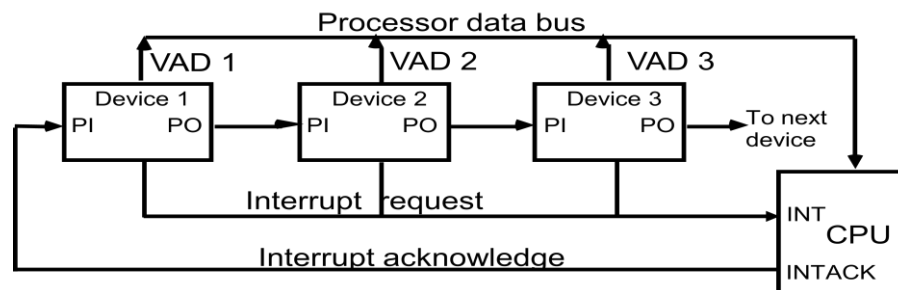 Processor data bus
VAD 1 VAD 2 VAD 3
Device 1 Device 2 Device 3
PI PO PI PO PI PO
To next
device
Interrupt request
INT
CPU
Interrupt acknowledge
INTACK